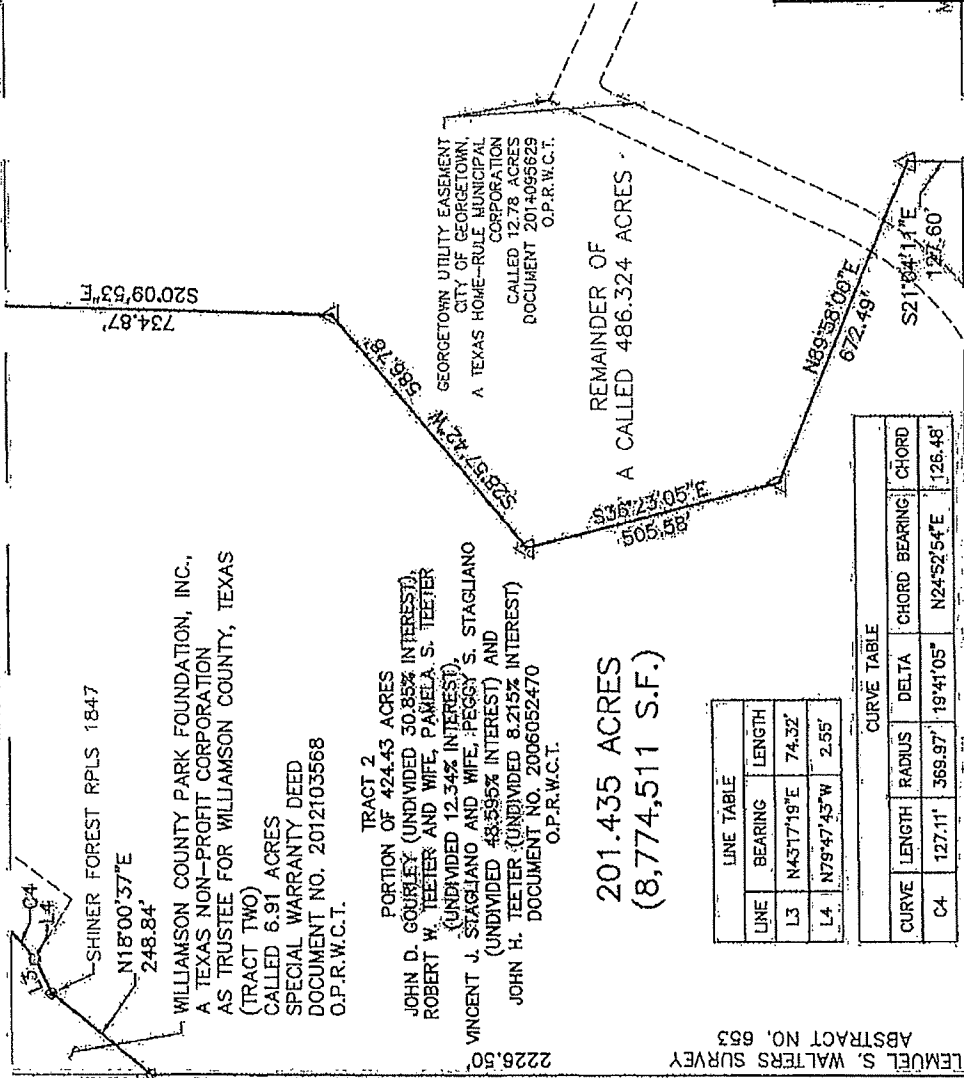 S20°09'53"E
734.87'
SHINER FOREST RPLS 1847
C4
L4
L3
N18°00'37"E
248.84'
WILLIAMSON COUNTY PARK FOUNDATION, INC.,
A TEXAS NON-PROFIT CORPORATION
AS TRUSTEE FOR WILLIAMSON COUNTY, TEXAS
(TRACT TWO)
CALLED 6.91 ACRES
SPECIAL WARRANTY DEED
DOCUMENT NO. 2012103568
O.P.R.W.C.T.
S28°57'42"W
586.78'
GEORGETOWN UTILITY EASEMENT
CITY OF GEORGETOWN,
A TEXAS HOME-RULE MUNICIPAL
CORPORATION
CALLED 12.78 ACRES
DOCUMENT 2014095629
O.P.R.W.C.T.
TRACT 2
PORTION OF 424.43 ACRES
JOHN D. GOURLEY (UNDIVIDED 30.85% INTEREST),
ROBERT W. TEETER AND WIFE, PAMELA S. TEETER
(UNDIVIDED 12.34% INTEREST),
VINCENT J. STAGLIANO AND WIFE, PEGGY S. STAGLIANO
(UNDIVIDED 48.595% INTEREST) AND
JOHN H. TEETER (UNDIVIDED 8.215% INTEREST)
DOCUMENT NO. 2006052470
O.P.R.W.C.T.
REMAINDER OF
A CALLED 486.324 ACRES
S36°23'05"E
505.58'
N89°58'06"E
672.49'
S21°04'11"E
127.60'
2226.50'
201.435 ACRES
(8,774,511 S.F.)
LINE TABLE
LINE BEARING LENGTH
L3 N43°17'19"E 74.32'
L4 N79°47'43"W 2.55'
CURVE TABLE
CURVE LENGTH RADIUS DELTA CHORD BEARING CHORD
C4 127.11' 369.97' 19°41'05" N24°52'54"E 126.48'
LEMUEL S. WALTERS SURVEY
ABSTRACT NO. 653